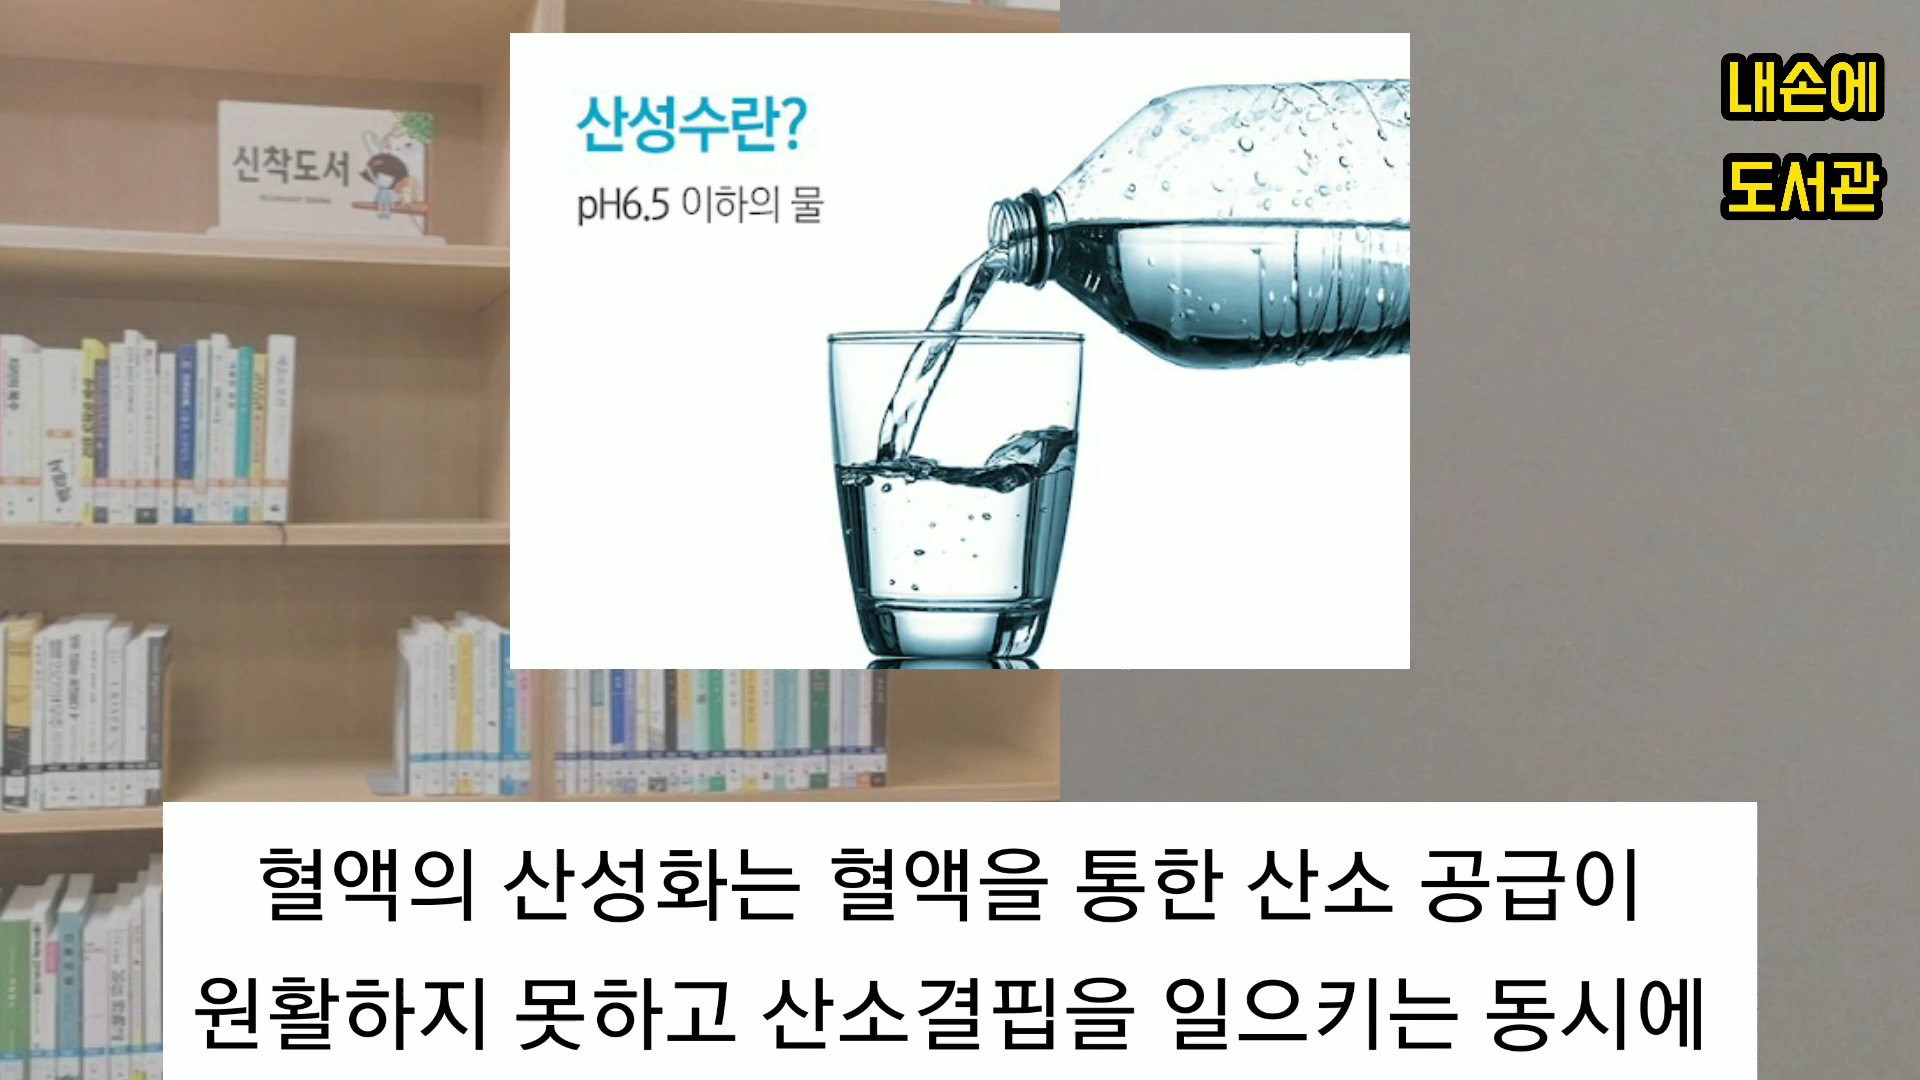 내손에
도서관
산성수란?
pH6.5 이하의 물
신착도서
혈액의 산성화는 혈액을 통한 산소 공급이
원활하지 못하고 산소결핍을 일으키는 동시에